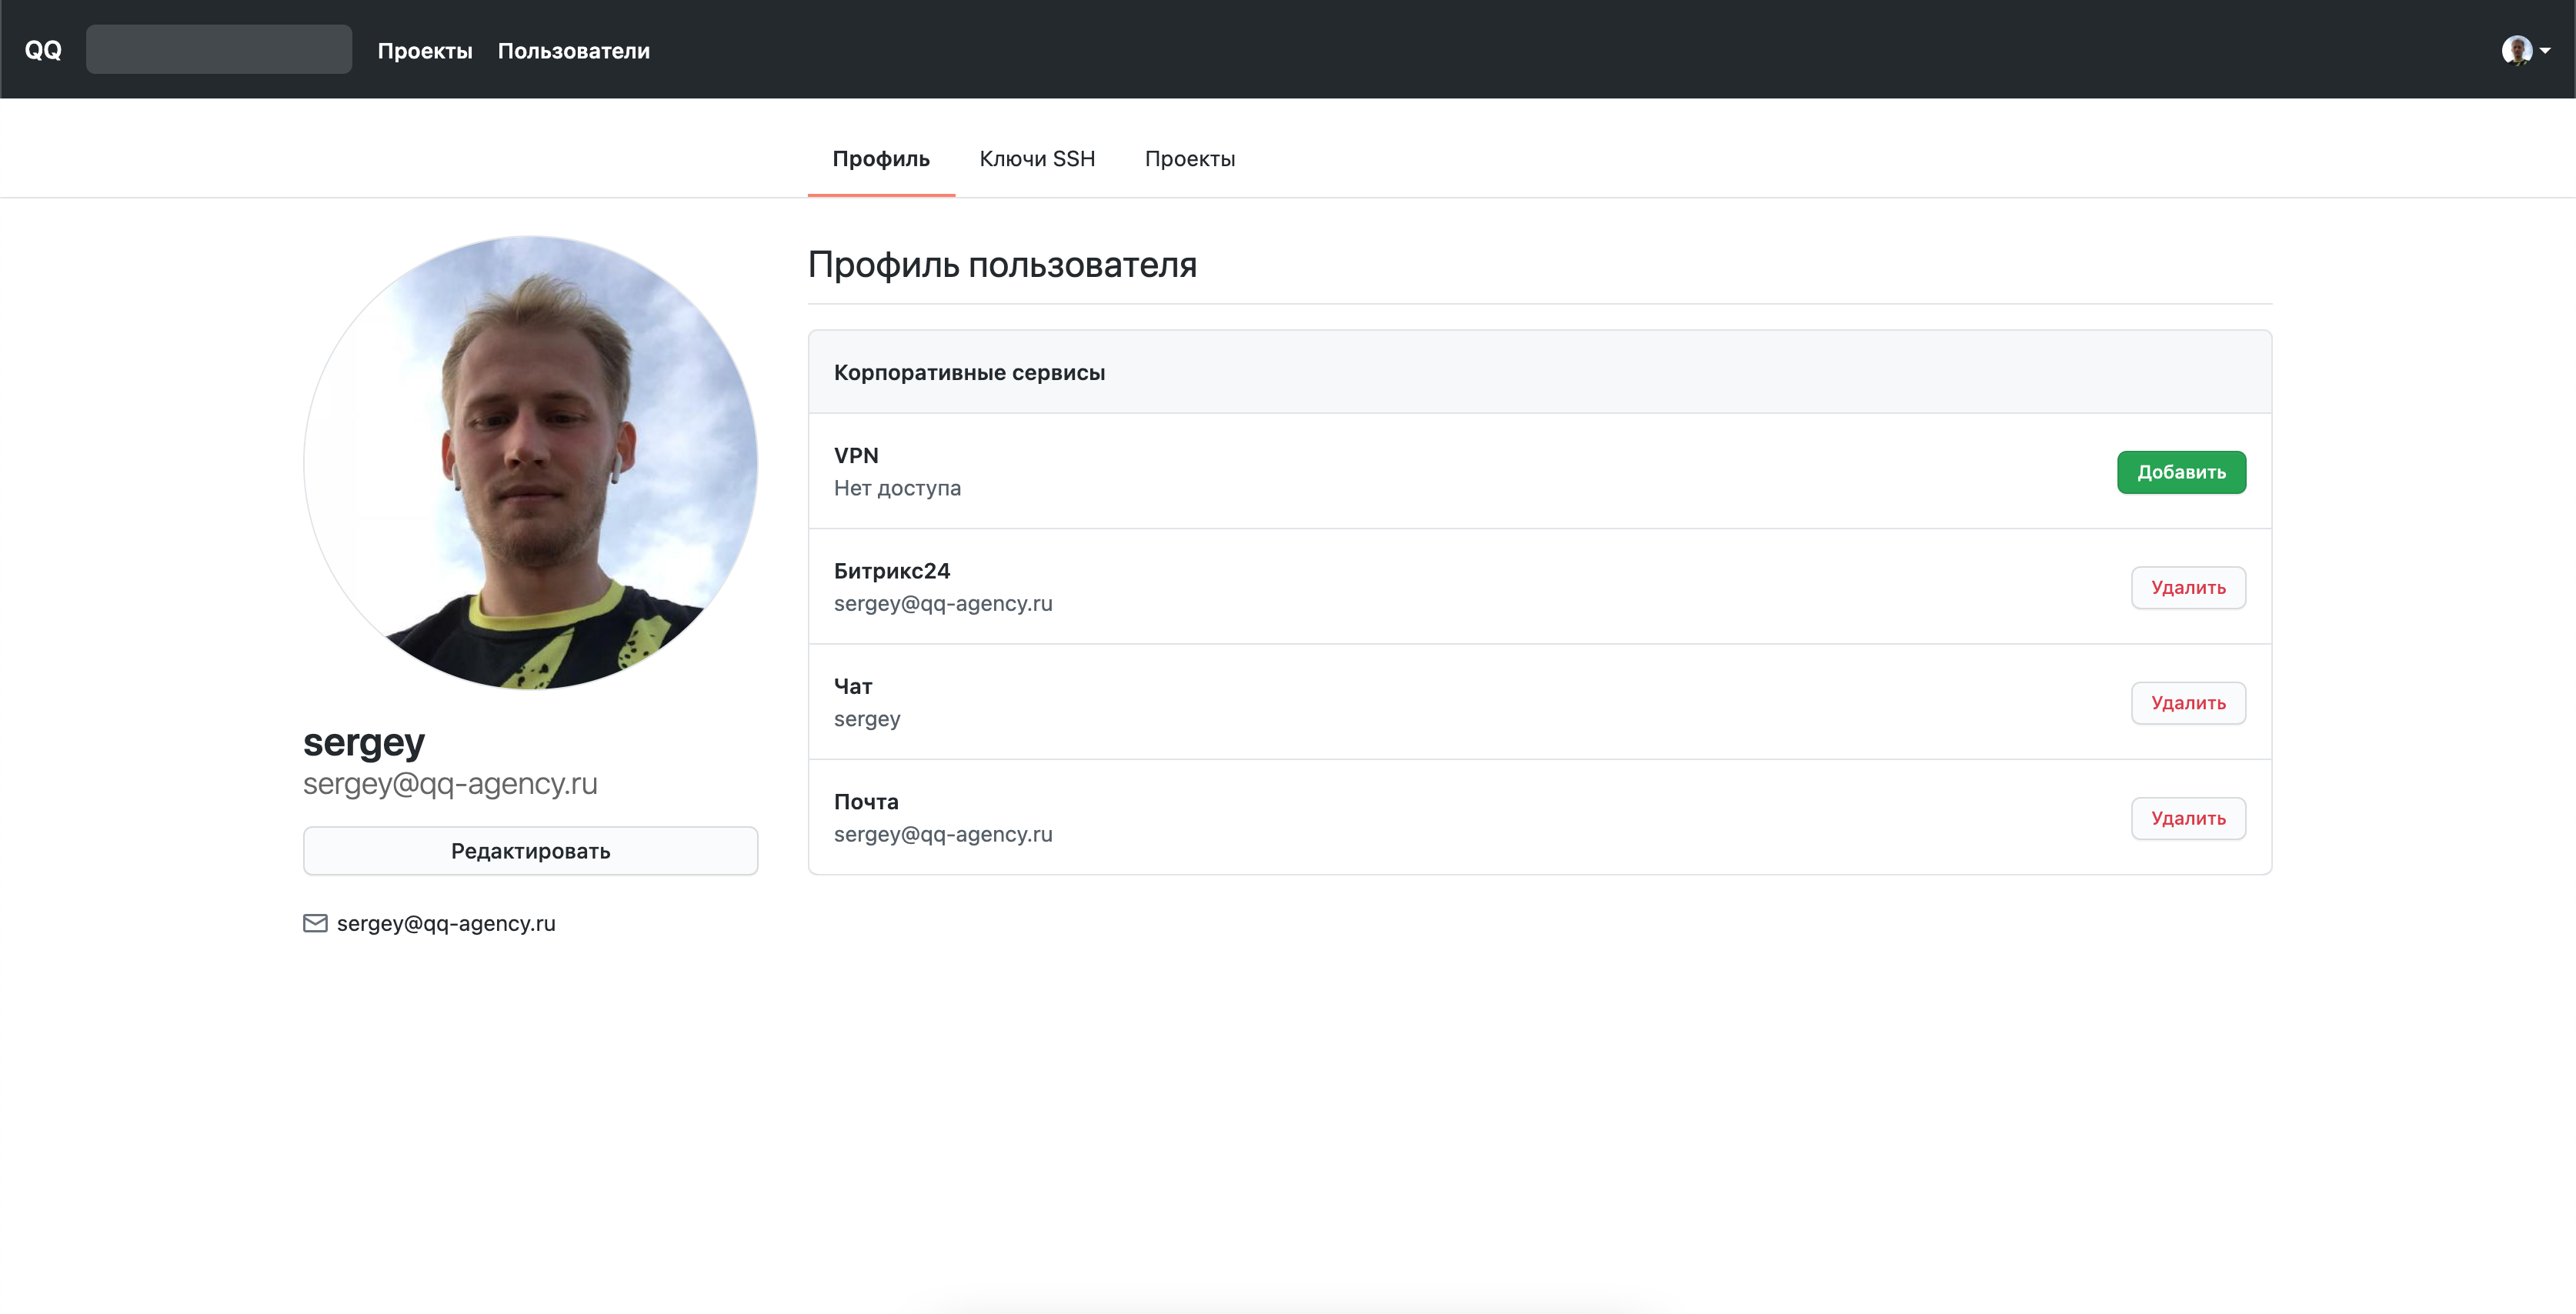 QQ
Проекты Пользователи
Профиль Ключи SSH Проекты
Профиль пользователя
Корпоративные сервисы
VPN
Нет доступа
Добавить
Битрикс24
sergey@qq-agency.ru
Удалить
Чат
sergey
Удалить
Почта
sergey@qq-agency.ru
Удалить
sergey
sergey@qq-agency.ru
Редактировать
sergey@qq-agency.ru